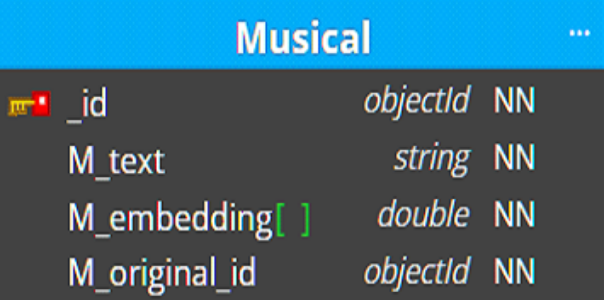 Musical ...
_id objectId NN
M_text string NN
M_embedding[ ] double NN
M_original_id objectId NN